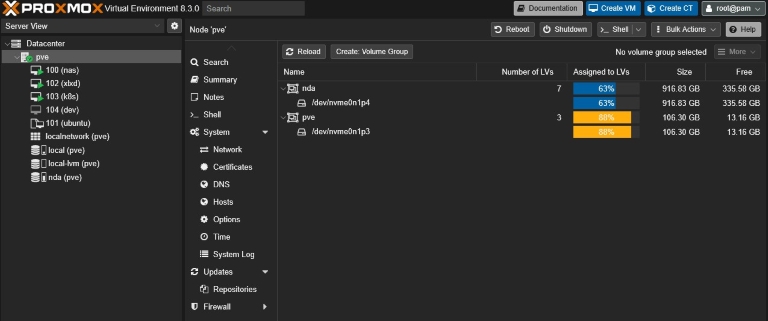 PROXMOX Virtual Environment 8.3.0 Search Documentation Create VM Create CT root@pam
Server View
Node 'pve' Reboot Shutdown Shell Bulk Actions Help
Datacenter
pve
100 (nas)
102 (xlxd)
103 (k8s)
104 (dev)
101 (ubuntu)
localnetwork (pve)
local (pve)
local-lvm (pve)
nda (pve)
Search
Summary
Notes
Shell
System
Network
Certificates
DNS
Hosts
Options
Time
System Log
Updates
Repositories
Firewall
Reload Create: Volume Group No volume group selected More
Name Number of LVs Assigned to LVs Size Free
nda 7 63% 916.83 GB 335.58 GB
/dev/nvme0n1p4 63% 916.83 GB 335.58 GB
pve 3 88% 106.30 GB 13.16 GB
/dev/nvme0n1p3 88% 106.30 GB 13.16 GB